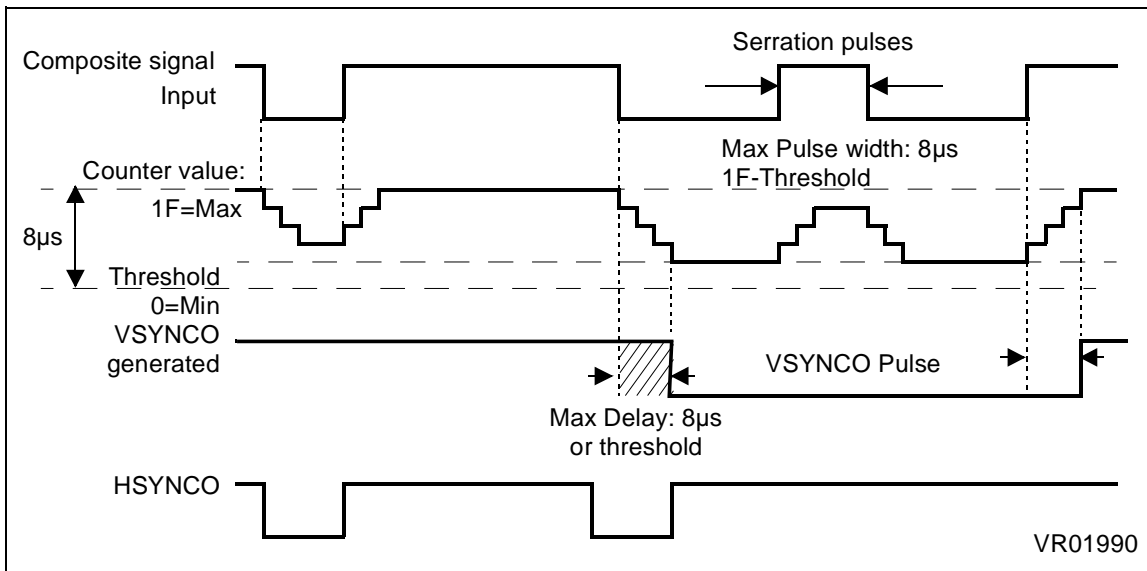 Serration pulses
Composite signal
Input
Max Pulse width: 8µs
1F-Threshold
Counter value:
1F=Max
8µs
Threshold
0=Min
VSYNCO
generated
VSYNCO Pulse
Max Delay: 8µs
or threshold
HSYNCO
VR01990